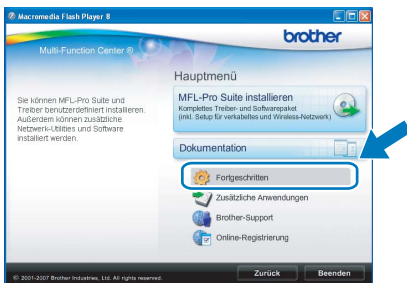 Macromedia Flash Player 8
brother
Multi-Function Center ®
Hauptmenü
Sie können MFL-Pro Suite und
Treiber benutzerdefiniert installieren.
Außerdem können zusätzliche
Netzwerk-Utilities und Software
installiert werden.
MFL-Pro Suite installieren
Komplettes Treiber- und Softwarepaket
(inkl. Setup für verkabeltes und Wireless-Netzwerk)
Dokumentation
Fortgeschritten
Zusätzliche Anwendungen
Brother-Support
Online-Registrierung
© 2001-2007 Brother Industries, Ltd. All rights reserved.
Zurück
Beenden